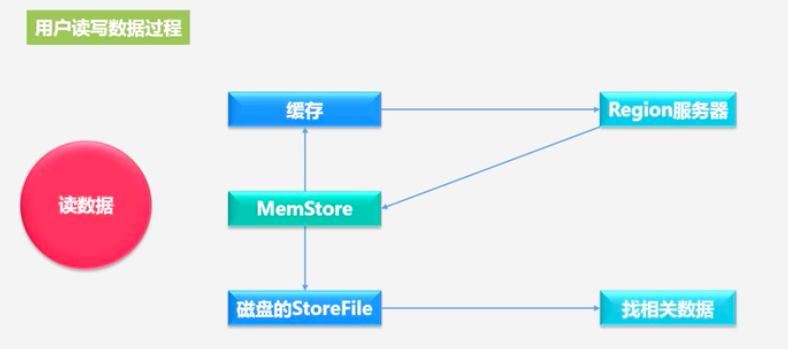 用户读写数据过程
缓存
Region服务器
读数据
MemStore
磁盘的StoreFile
找相关数据